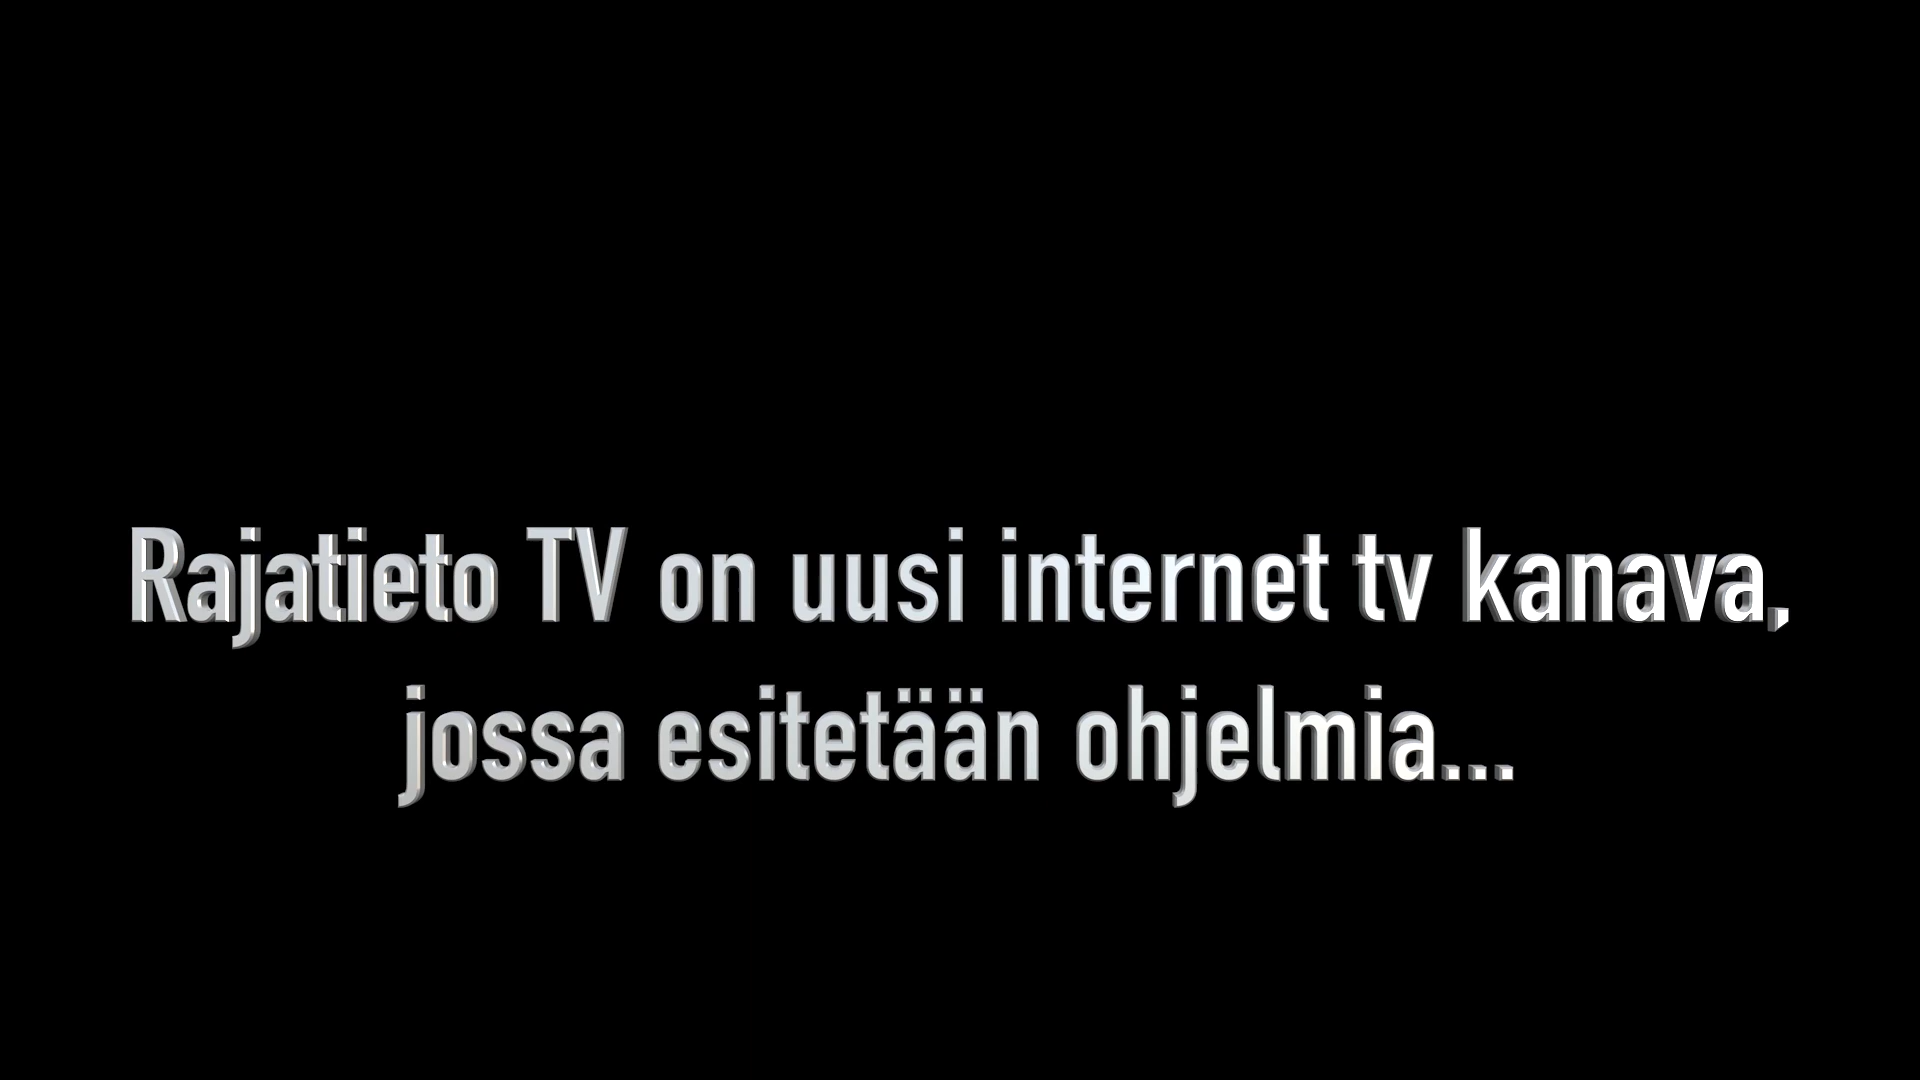 Rajatieto TV on uusi internet tv kanava,
jossa esitetään ohjelmia...